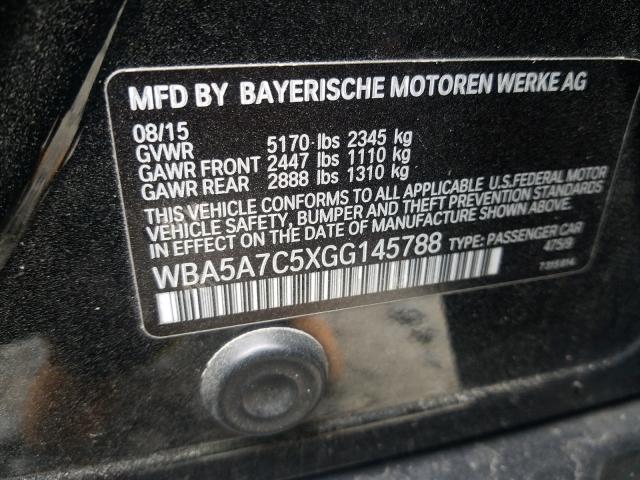 MFD BY BAYERISCHE MOTOREN WERKE AG
08/15
GVWR 5170 lbs 2345 kg
GAWR FRONT 2447 lbs 1110 kg
GAWR REAR 2888 lbs 1310 kg
THIS VEHICLE CONFORMS TO ALL APPLICABLE U.S.FEDERAL MOTOR
VEHICLE SAFETY, BUMPER AND THEFT PREVENTION STANDARDS
IN EFFECT ON THE DATE OF MANUFACTURE SHOWN ABOVE.
WBA5A7C5XGG145788 TYPE: PASSENGER CAR
475/9